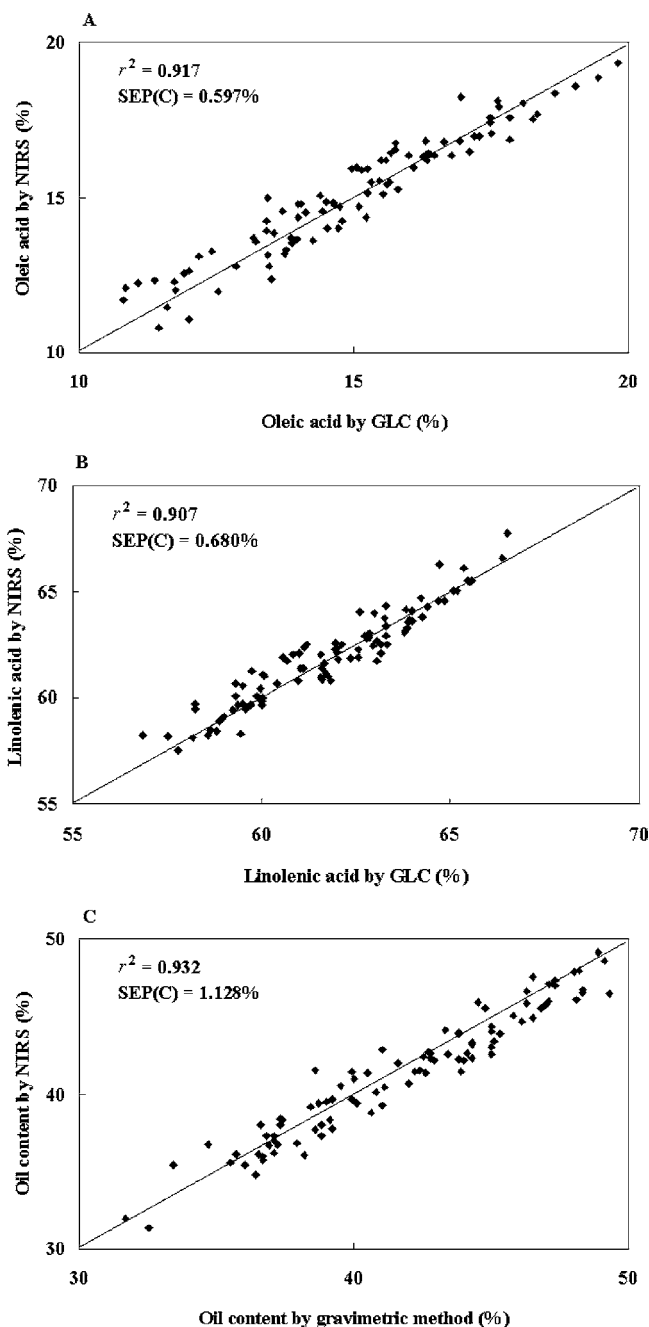 A
20
r² = 0.917
SEP(C) = 0.597%
Oleic acid by NIRS (%)
15
10
10 15 20
Oleic acid by GLC (%)
B
70
r² = 0.907
SEP(C) = 0.680%
Linolenic acid by NIRS (%)
65
60
55
55 60 65 70
Linolenic acid by GLC (%)
C
50
r² = 0.932
SEP(C) = 1.128%
Oil content by NIRS (%)
40
30
30 40 50
Oil content by gravimetric method (%)